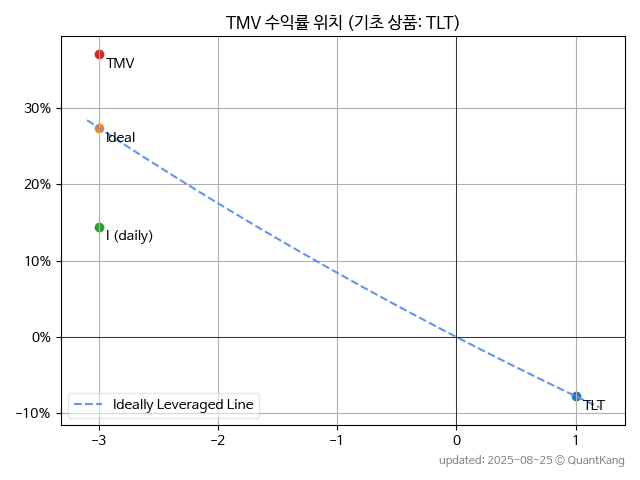 TMV 수익률 위치 (기초 상품: TLT)
TMV
30%
Ideal
20%
I (daily)
10%
0%
Ideally Leveraged Line
TLT
−10%
−3
−2
−1
0
1
updated: 2025-08-25 © QuantKang